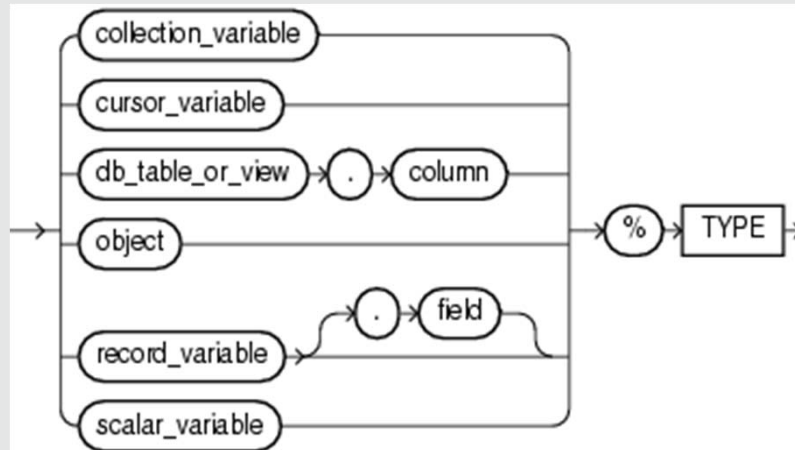 collection_variable
cursor_variable
db_table_or_view . column
object
% TYPE
. field
record_variable
scalar_variable